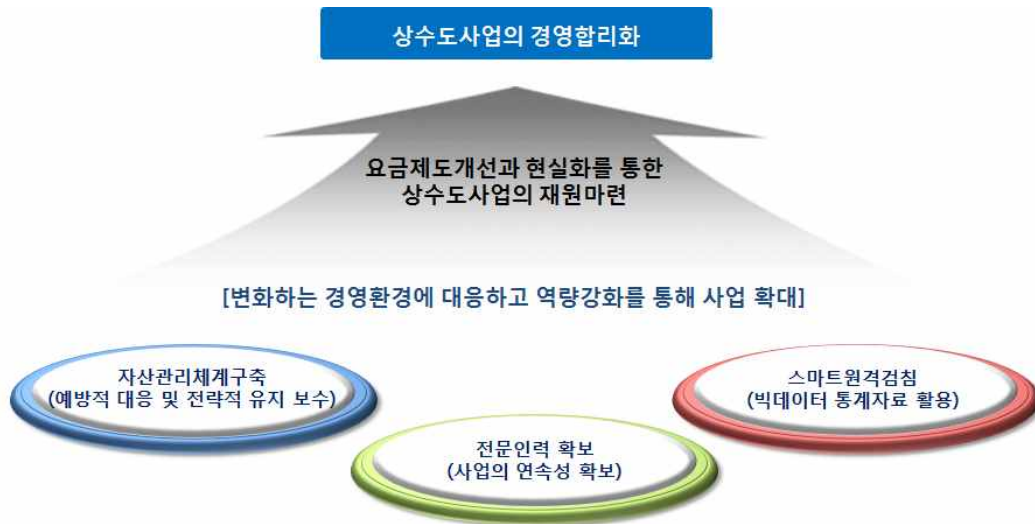 상수도사업의 경영합리화
요금제도개선과 현실화를 통한
상수도사업의 재원마련
[변화하는 경영환경에 대응하고 역량강화를 통해 사업 확대]
자산관리체계구축
(예방적 대응 및 전략적 유지 보수)
스마트원격검침
(빅데이터 통계자료 활용)
전문인력 확보
(사업의 연속성 확보)